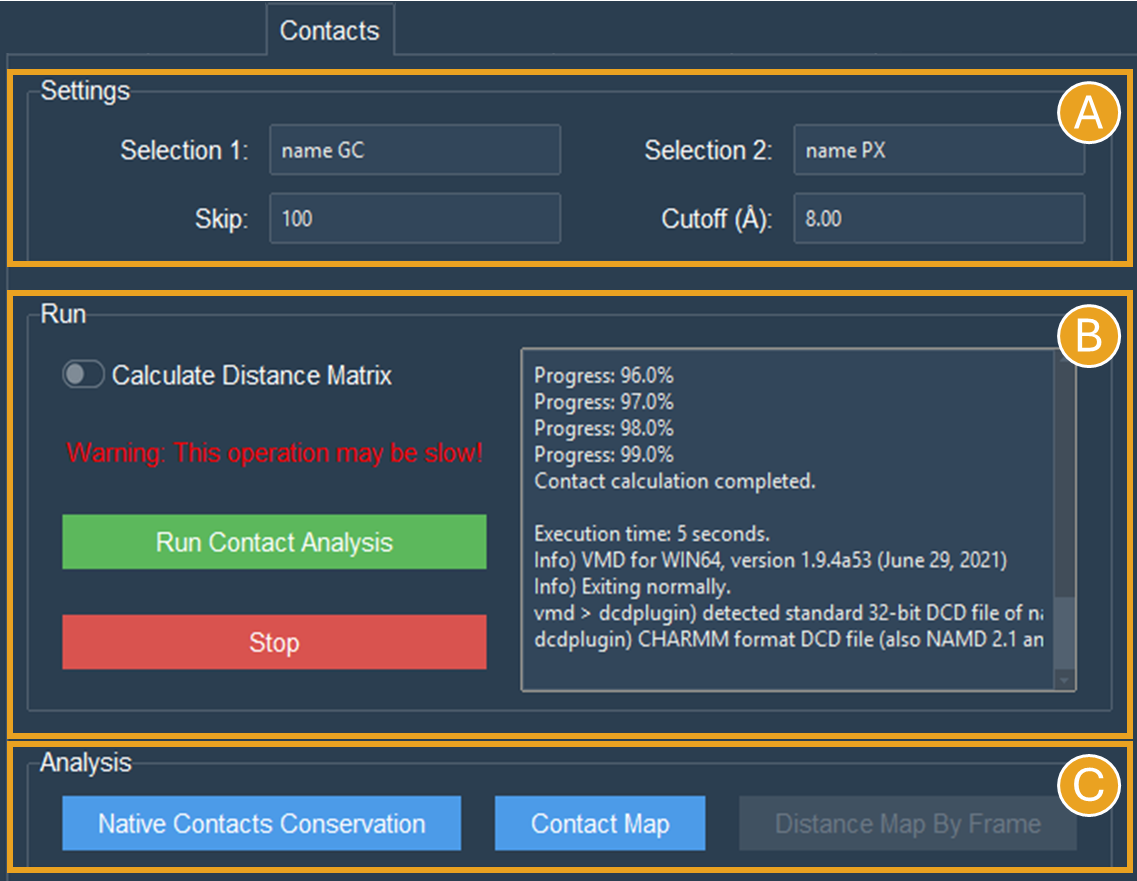 Contacts
Settings
A
Selection 1: name GC Selection 2: name PX
Skip: 100 Cutoff (Å): 8.00
Run
B
Calculate Distance Matrix
Warning: This operation may be slow!
Run Contact Analysis
Stop
Progress: 96.0%
Progress: 97.0%
Progress: 98.0%
Progress: 99.0%
Contact calculation completed.
Execution time: 5 seconds.
Info) VMD for WIN64, version 1.9.4a53 (June 29, 2021)
Info) Exiting normally.
vmd > dcdplugin) detected standard 32-bit DCD file of na
dcdplugin) CHARMM format DCD file (also NAMD 2.1 an
Analysis
C
Native Contacts Conservation Contact Map Distance Map By Frame